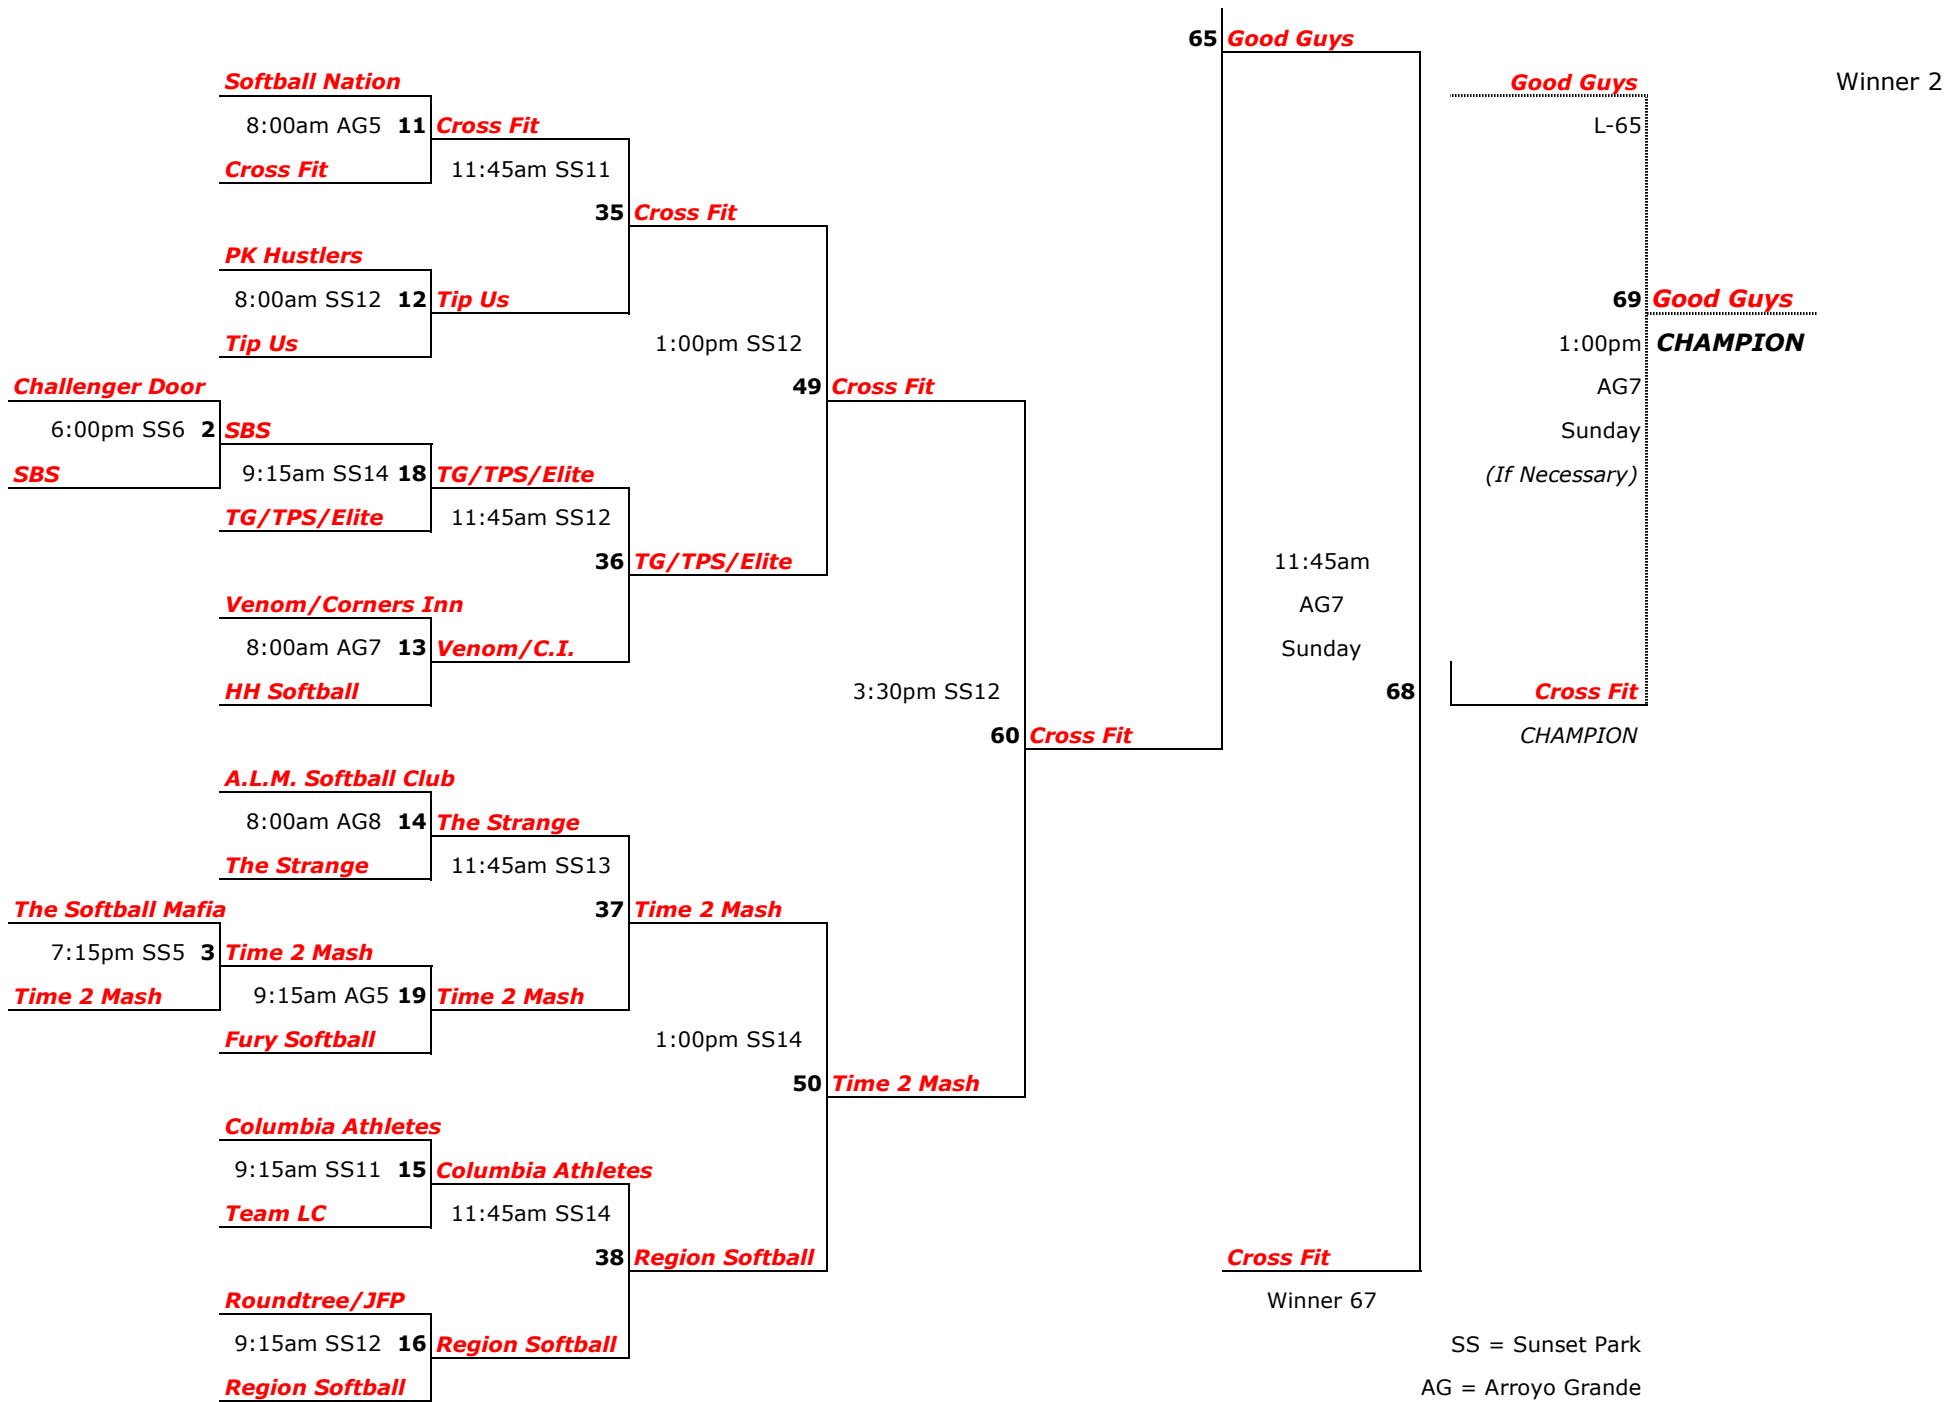 65 Good Guys
Softball Nation
Good Guys
Winner 2
8:00am AG5 11 Cross Fit
L-65
Cross Fit
11:45am SS11
35 Cross Fit
PK Hustlers
8:00am SS12 12 Tip Us
69 Good Guys
Tip Us
1:00pm SS12
1:00pm CHAMPION
Challenger Door
49 Cross Fit
AG7
6:00pm SS6 2 SBS
Sunday
SBS
9:15am SS14 18 TG/TPS/Elite
(If Necessary)
TG/TPS/Elite
11:45am SS12
36 TG/TPS/Elite
11:45am
Venom/Corners Inn
AG7
8:00am AG7 13 Venom/C.I.
Sunday
HH Softball
3:30pm SS12
68
Cross Fit
60 Cross Fit
CHAMPION
A.L.M. Softball Club
8:00am AG8 14 The Strange
The Strange
11:45am SS13
The Softball Mafia
37 Time 2 Mash
7:15pm SS5 3 Time 2 Mash
Time 2 Mash
9:15am AG5 19 Time 2 Mash
Fury Softball
1:00pm SS14
50 Time 2 Mash
Columbia Athletes
9:15am SS11 15 Columbia Athletes
Team LC
11:45am SS14
38 Region Softball
Cross Fit
Roundtree/JFP
Winner 67
9:15am SS12 16 Region Softball
SS = Sunset Park
Region Softball
AG = Arroyo Grande